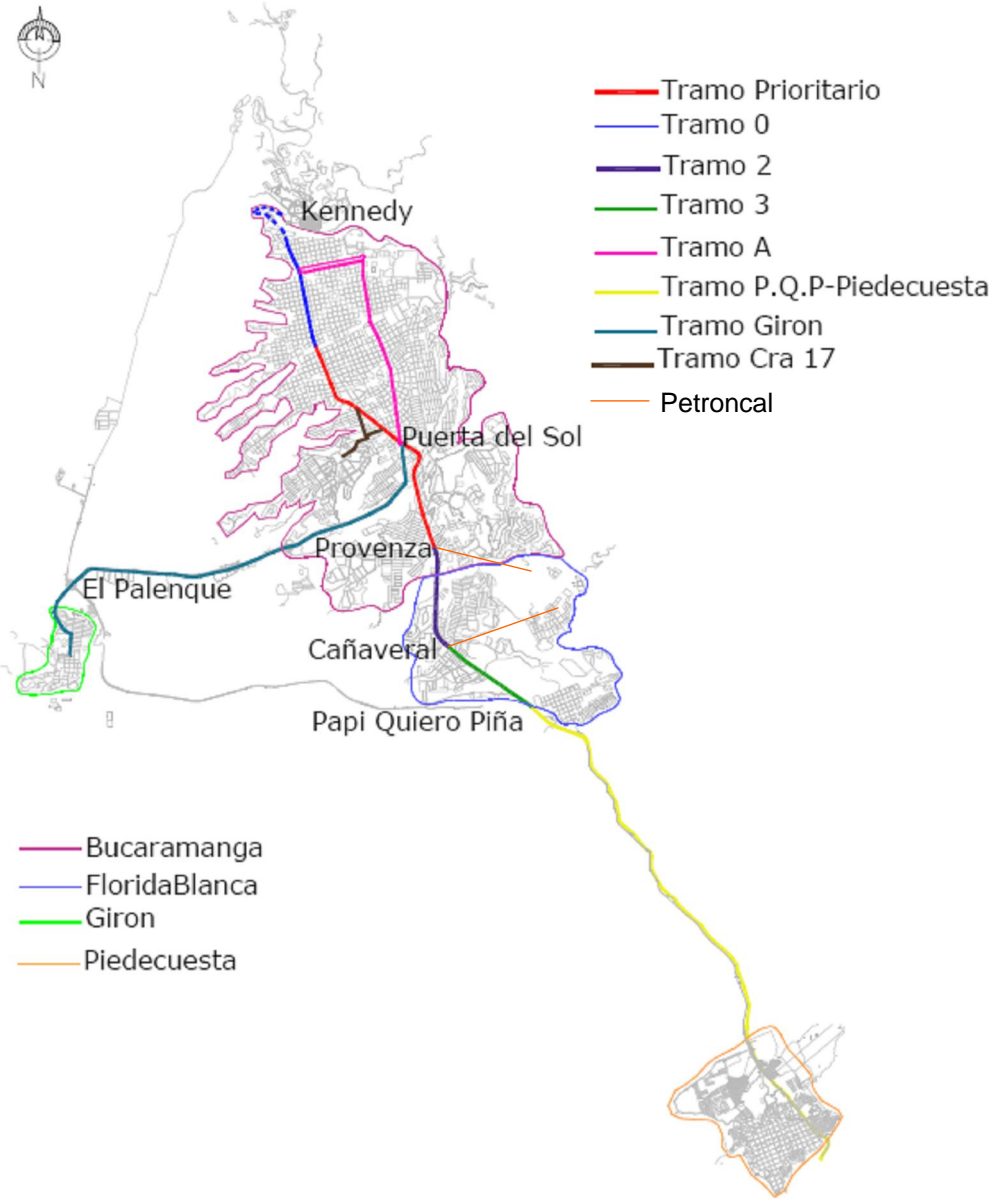 N
Tramo Prioritario
Tramo 0
Tramo 2
Tramo 3
Tramo A
Tramo P.Q.P-Piedecuesta
Tramo Giron
Tramo Cra 17
Petroncal
Kennedy
Puerta del Sol
Provenza
El Palenque
Cañaveral
Papi Quiero Piña
Bucaramanga
FloridaBlanca
Giron
Piedecuesta